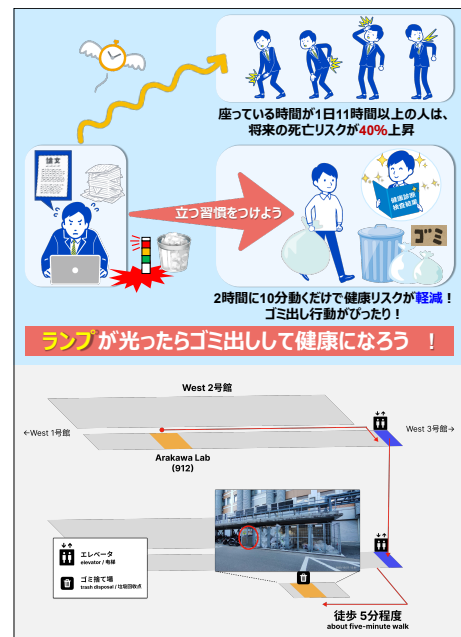 座っている時間が1日11時間以上の人は、
将来の死亡リスクが40%上昇
論文
立つ習慣をつけよう
健康診断
検査結果
ゴミ
2時間に10分動くだけで健康リスクが軽減！
ゴミ出し行動がぴったり！
ランプが光ったらゴミ出しして健康になろう ！
West 2号館
←West 1号館
West 3号館→
Arakawa Lab
(912)
エレベータ
elevator / 电梯
ゴミ捨て場
trash disposal / 垃圾回收点
徒歩 5分程度
about five-minute walk